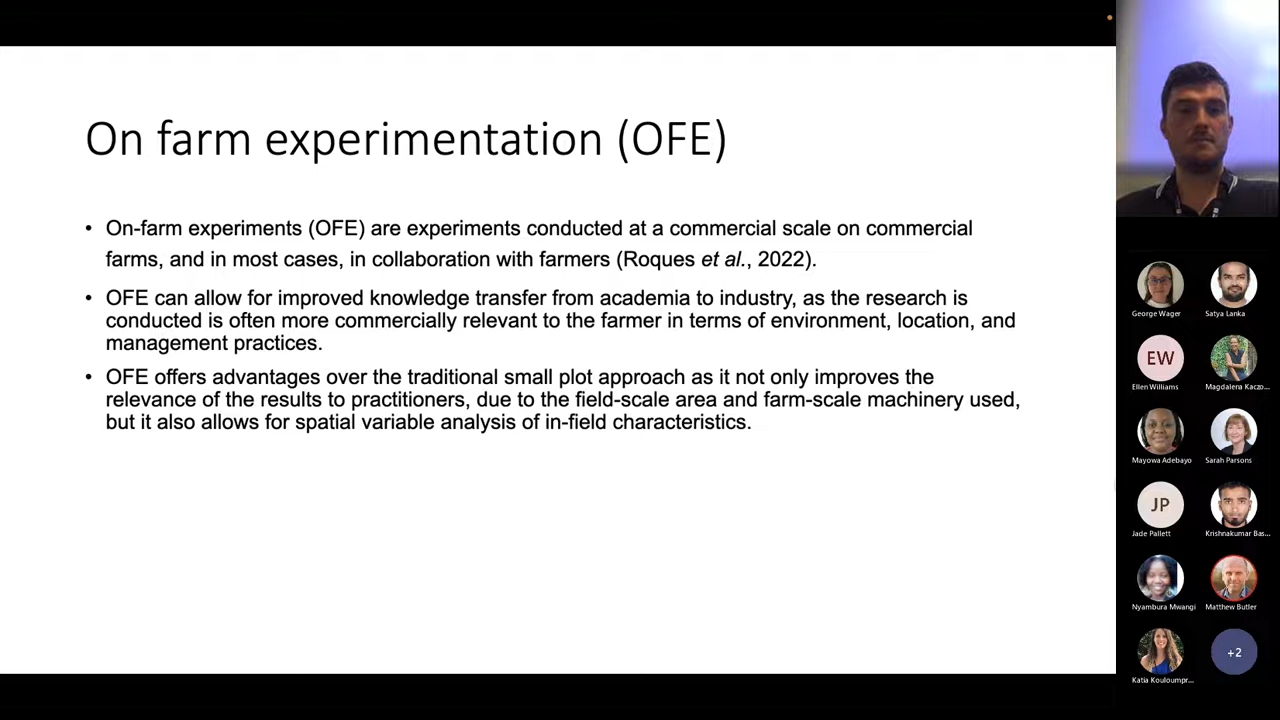 On farm experimentation (OFE)
• On-farm experiments (OFE) are experiments conducted at a commercial scale on commercial
farms, and in most cases, in collaboration with farmers (Roques et al., 2022).
• OFE can allow for improved knowledge transfer from academia to industry, as the research is
conducted is often more commercially relevant to the farmer in terms of environment, location, and
management practices.
• OFE offers advantages over the traditional small plot approach as it not only improves the
relevance of the results to practitioners, due to the field-scale area and farm-scale machinery used,
but it also allows for spatial variable analysis of in-field characteristics.
George Wager
Satya Lanka
EW
Ellen Williams
Magdalena Kaczo...
Mayowa Adebayo
Sarah Parsons
JP
Jade Pallett
Krishnakumar Bas...
Nyambura Mwangi
Matthew Butler
Katia Kouloumpr...
+2